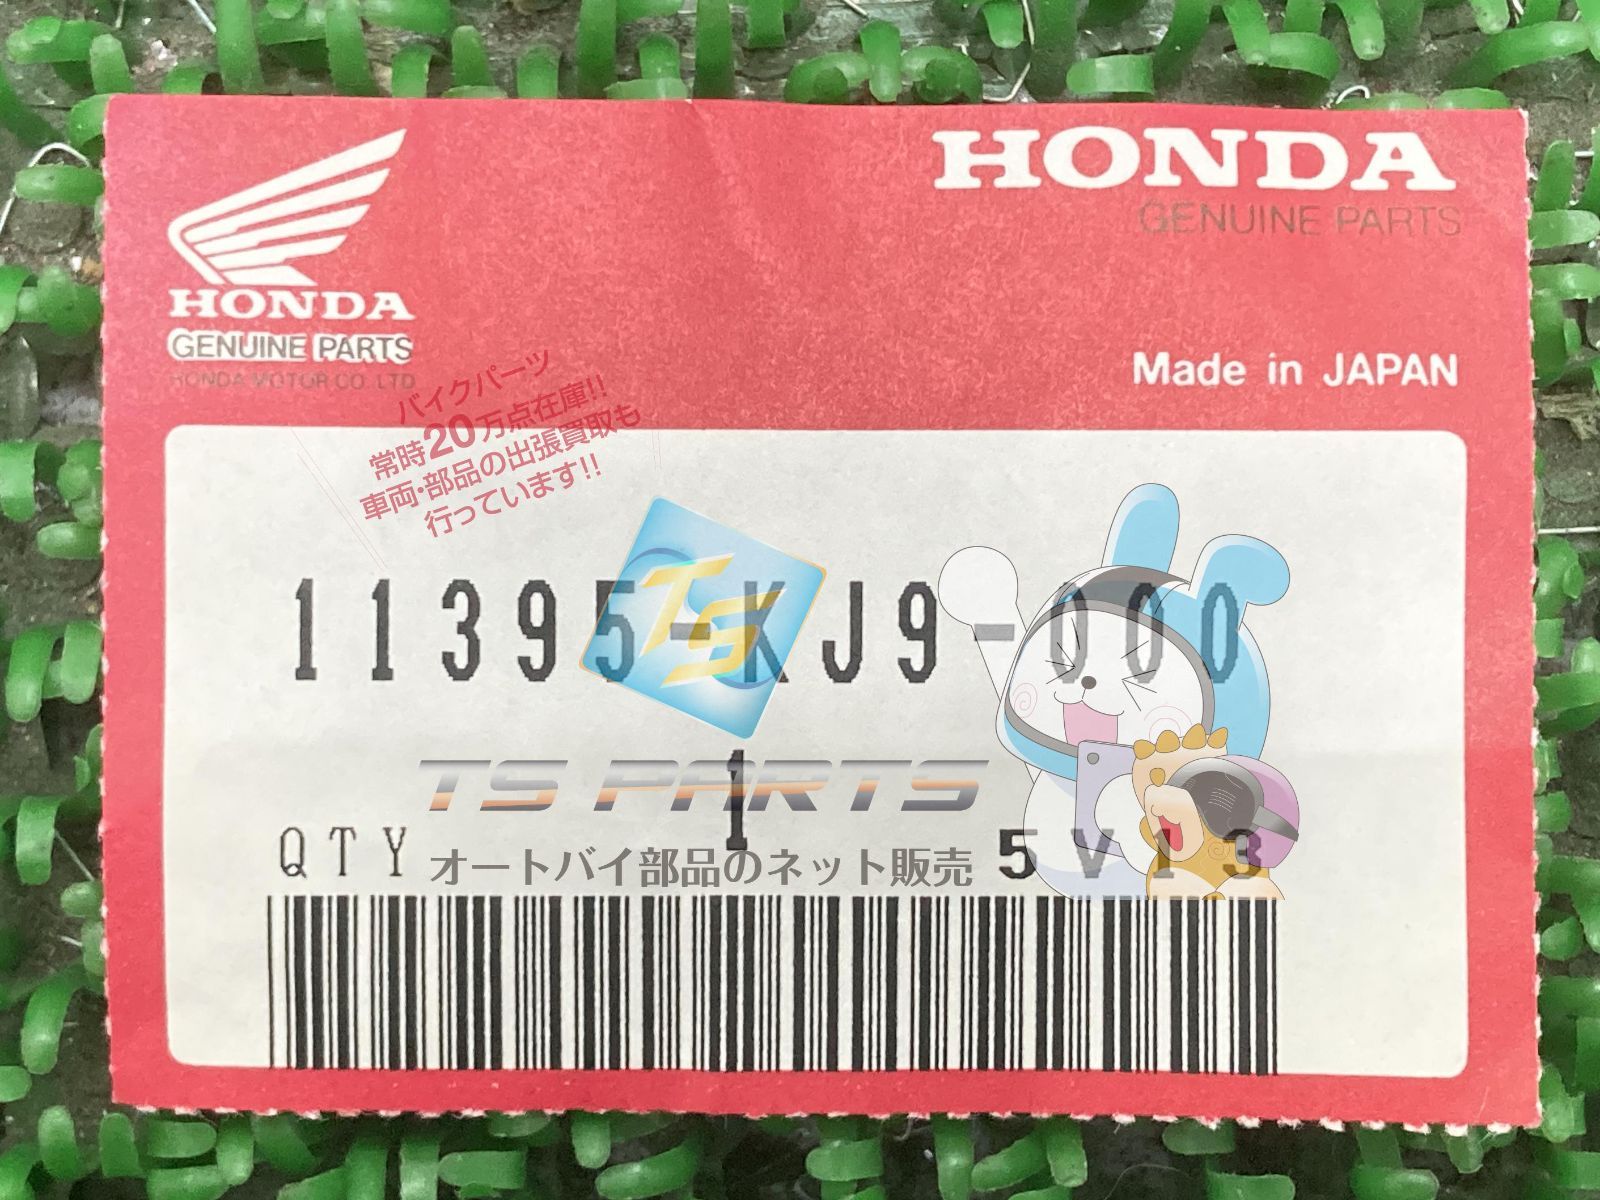 HONDA
GENUINE PARTS
HONDA MOTOR CO. LTD
HONDA
GENUINE PARTS
Made in JAPAN
バイクパーツ
常時20万点在庫!!
車両・部品の出張買取も
行っています!!
TS
11395-KJ9-000
TS PARTS
1
QTY
オートバイ部品のネット販売
5V13